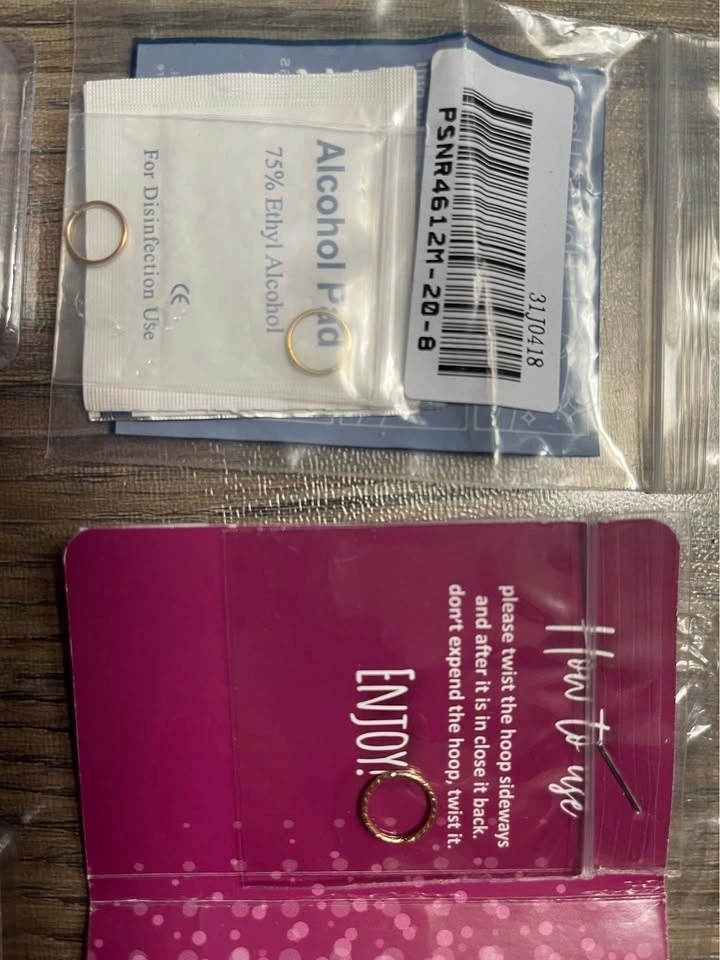 Alcohol Pad
75% Ethyl Alcohol
For Disinfection Use
CE
31J0418
PSNR4612M-20-8
How to use
please twist the hoop sideways
and after it is in close it back.
don't expend the hoop, twist it.
ENJOY!